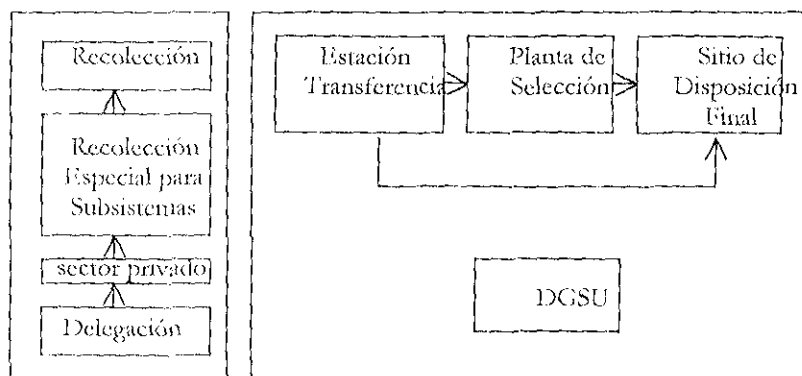 Recolección
Recolección
Especial para
Subsistemas
sector privado
Delegación
Estación
Transferencia
Planta de
Selección
Sitio de
Disposición
Final
DGSU